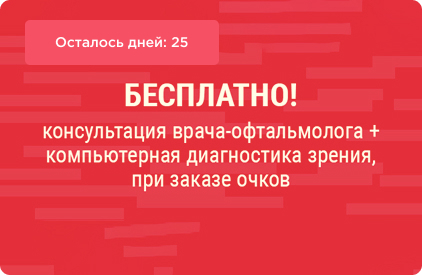 Осталось дней: 25
БЕСПЛАТНО!
консультация врача-офтальмолога +
компьютерная диагностика зрения,
при заказе очков